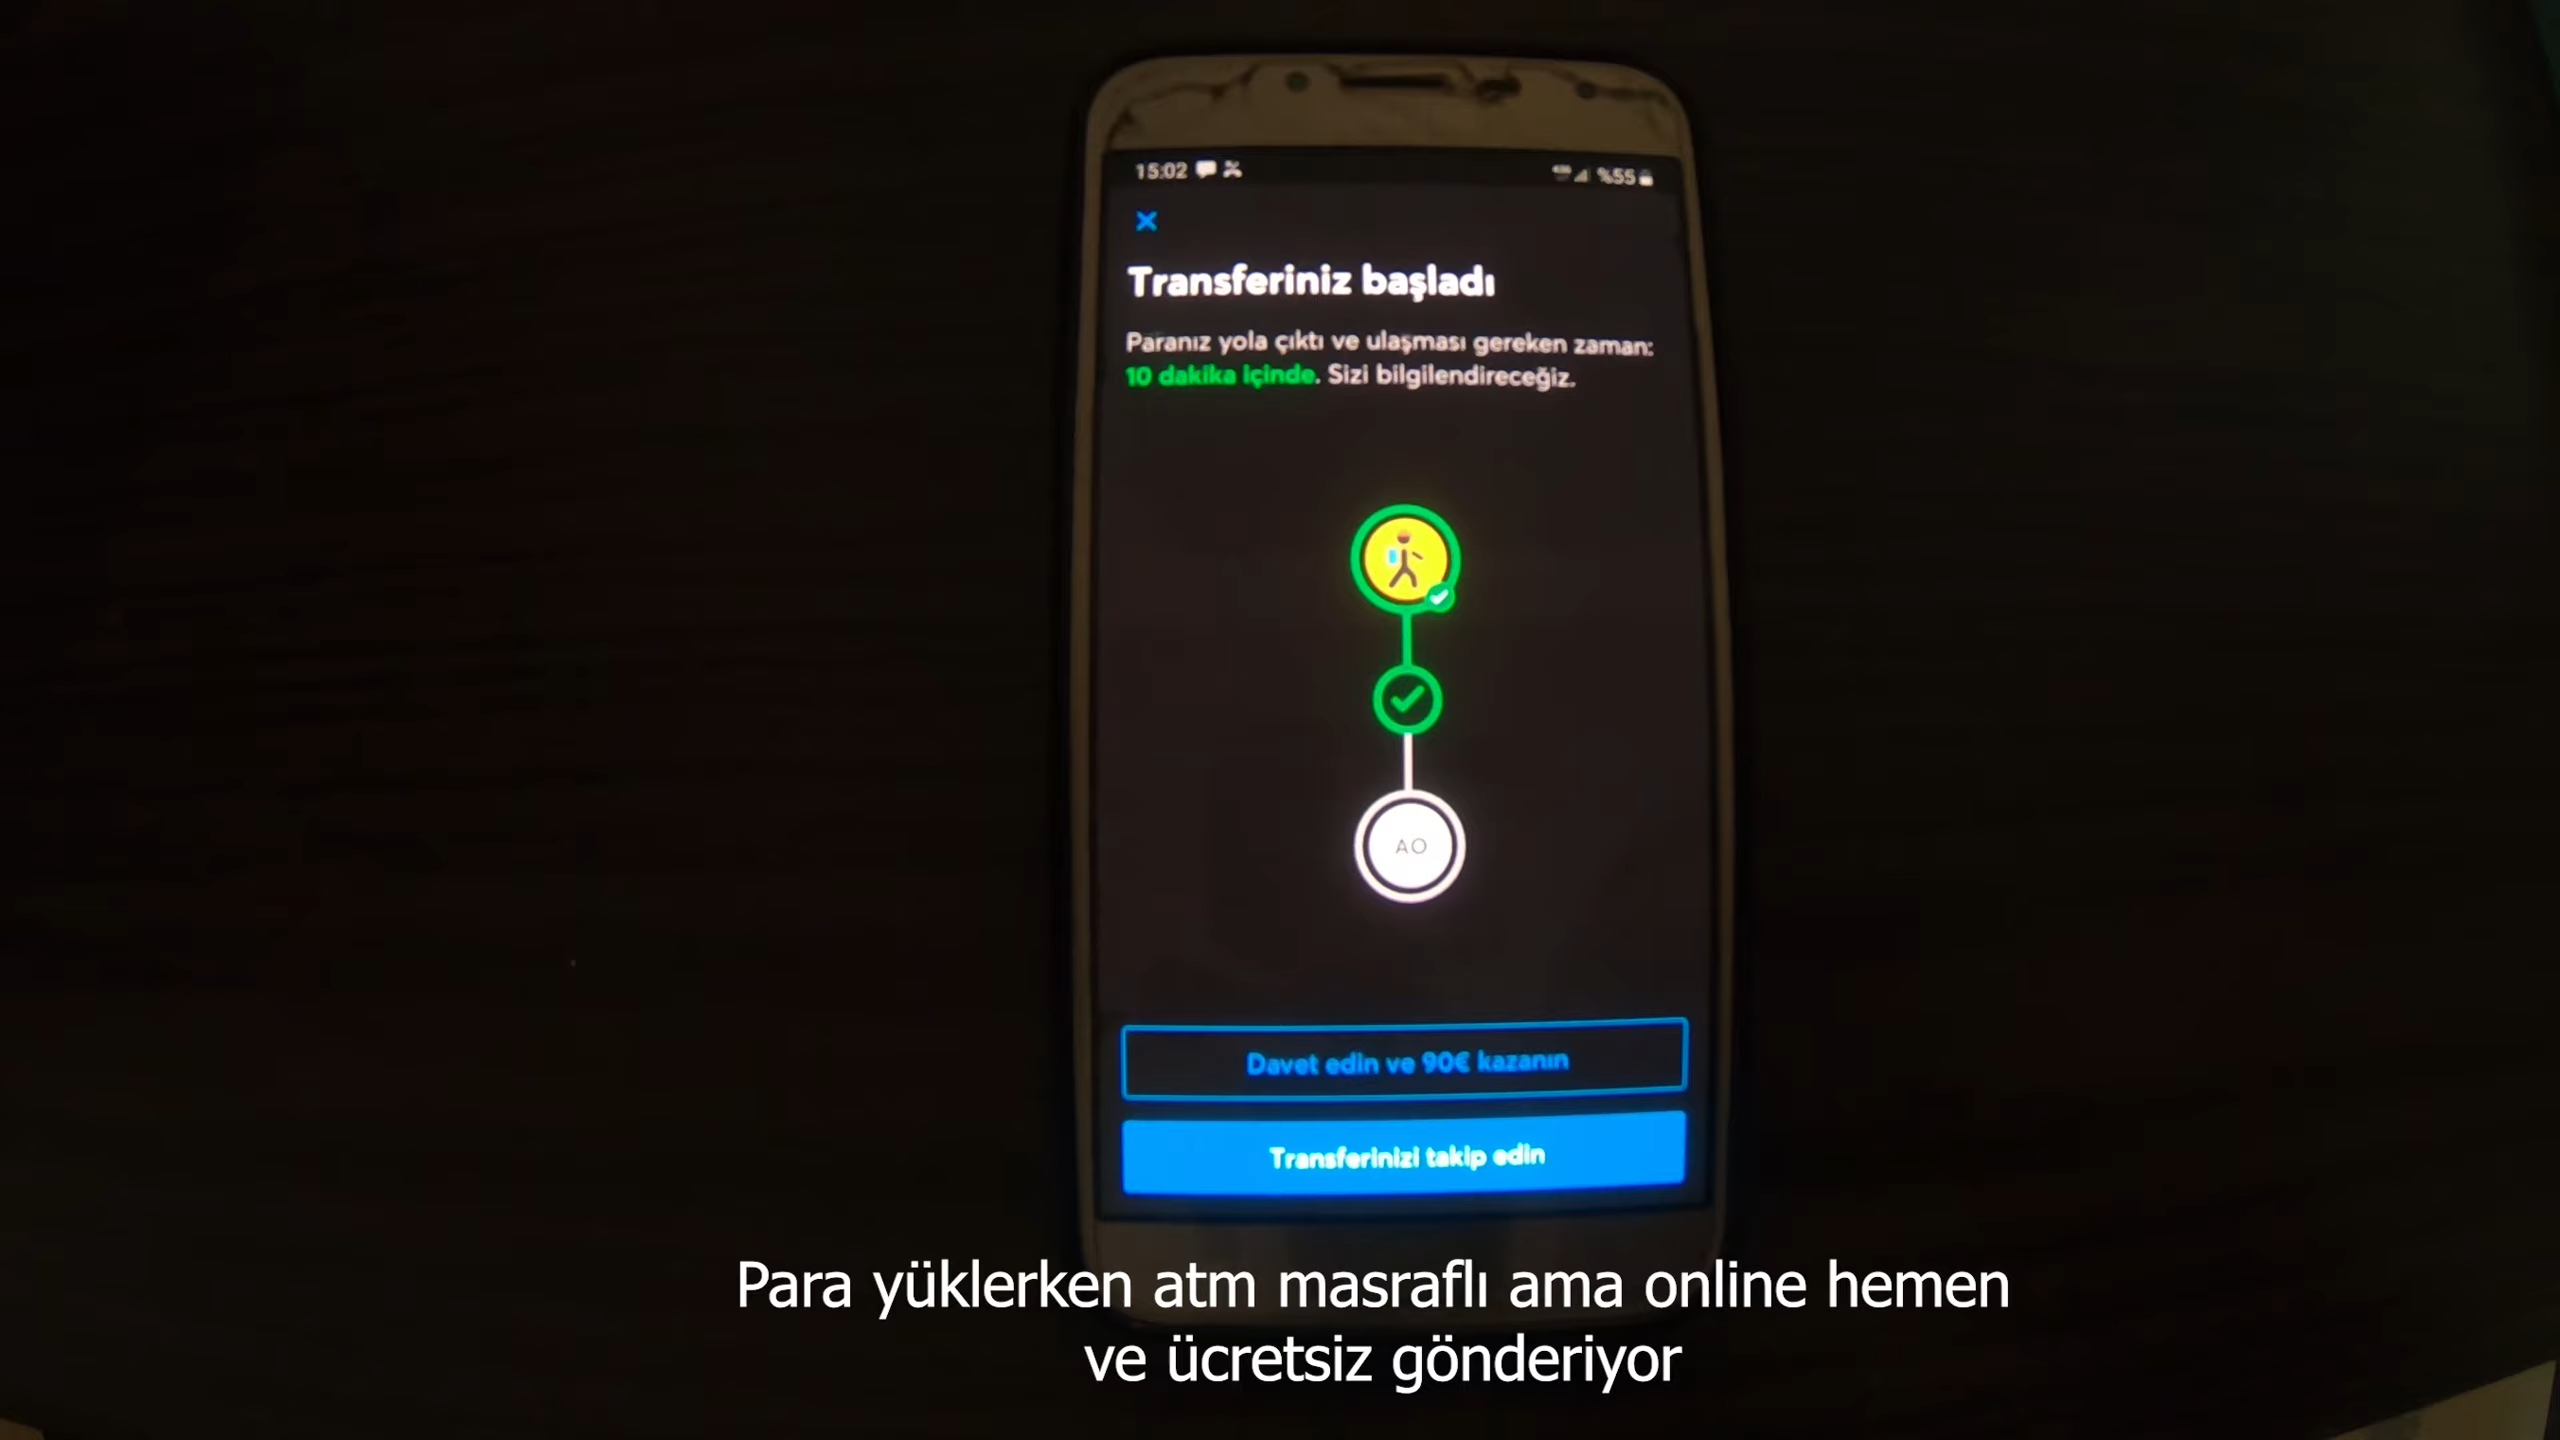 15:02
%55
Transferiniz başladı
Paranız yola çıktı ve ulaşması gereken zaman:
10 dakika içinde. Sizi bilgilendireceğiz.
AO
Davet edin ve 90€ kazanın
Transferinizi takip edin
Para yüklerken atm masraflı ama online hemen
ve ücretsiz gönderiyor